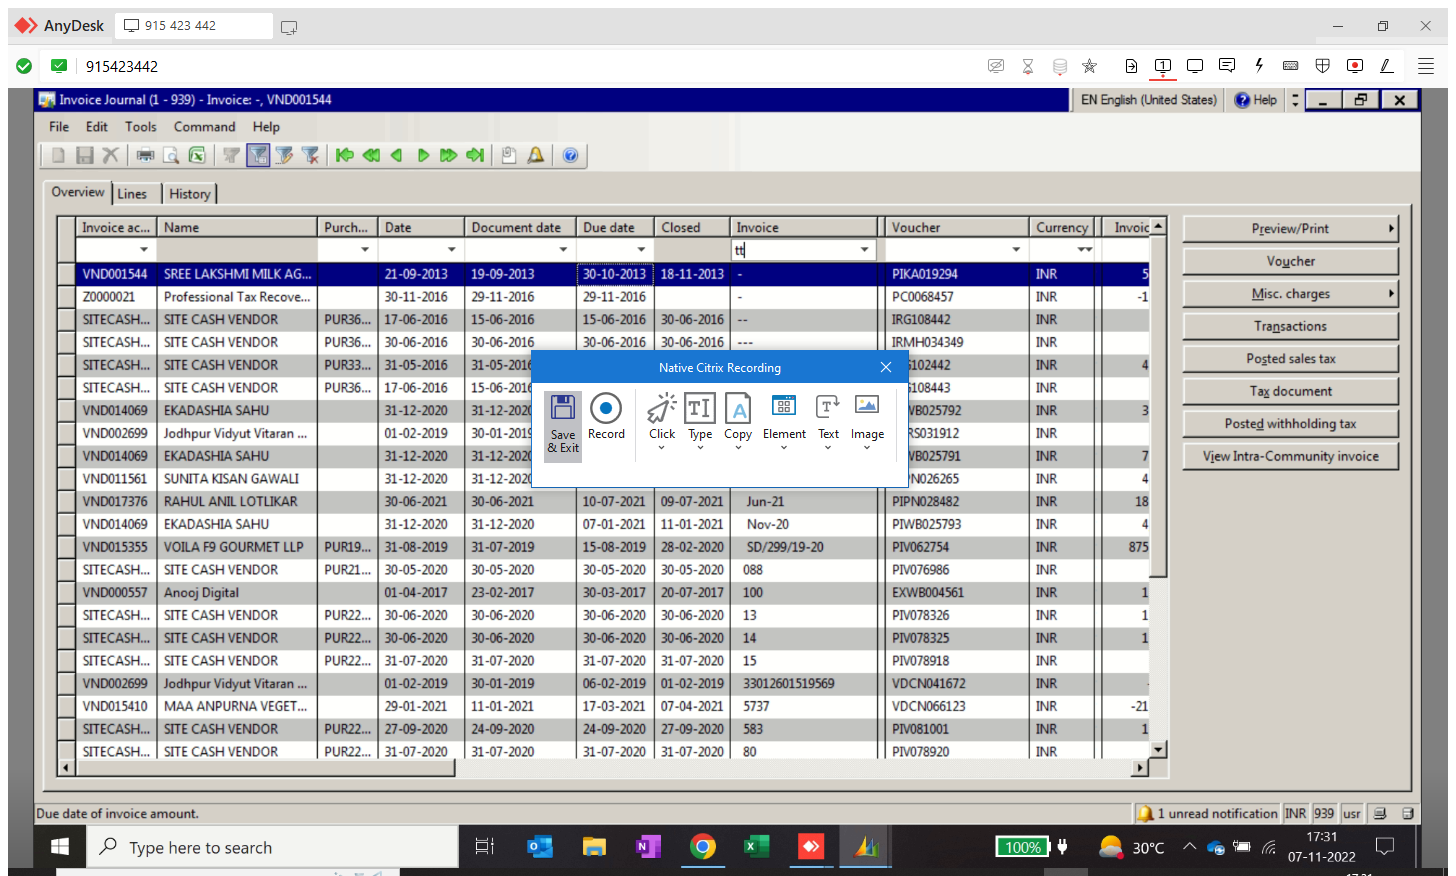 AnyDesk 915 423 442
915423442
Invoice Journal (1 - 939) - Invoice: -, VND001544 EN English (United States) Help
File Edit Tools Command Help
Overview Lines History
Invoice ac... Name Purch... Date Document date Due date Closed Invoice Voucher Currency Invoic
tt
VND001544 SREE LAKSHMI MILK AG... 21-09-2013 19-09-2013 30-10-2013 18-11-2013 - PIKA019294 INR 5
Z0000021 Professional Tax Recove... 30-11-2016 29-11-2016 29-11-2016 - PC0068457 INR -1
SITECASH... SITE CASH VENDOR PUR36... 17-06-2016 15-06-2016 15-06-2016 30-06-2016 -- IRG108442 INR
SITECASH... SITE CASH VENDOR PUR36... 30-06-2016 30-06-2016 30-06-2016 30-06-2016 --- IRMH034349 INR
SITECASH... SITE CASH VENDOR PUR33... 31-05-2016 31-05-2016 G102442 INR 4
SITECASH... SITE CASH VENDOR PUR36... 17-06-2016 15-06-2016 G108443 INR
VND014069 EKADASHIA SAHU 31-12-2020 31-12-2020 WB025792 INR 3
VND002699 Jodhpur Vidyut Vitaran ... 01-02-2019 30-01-2019 RS031912 INR
VND014069 EKADASHIA SAHU 31-12-2020 31-12-2020 WB025791 INR 7
VND011561 SUNITA KISAN GAWALI 31-12-2020 31-12-2020 PN026265 INR 4
VND017376 RAHUL ANIL LOTLIKAR 30-06-2021 30-06-2021 10-07-2021 09-07-2021 Jun-21 PIPN028482 INR 18
VND014069 EKADASHIA SAHU 31-12-2020 31-12-2020 07-01-2021 11-01-2021 Nov-20 PIWB025793 INR 4
VND015355 VOILA F9 GOURMET LLP PUR19... 31-08-2019 31-07-2019 15-08-2019 28-02-2020 SD/299/19-20 PIV062754 INR 875
SITECASH... SITE CASH VENDOR PUR21... 30-05-2020 30-05-2020 30-05-2020 30-05-2020 088 PIV076986 INR
VND000557 Anooj Digital 01-04-2017 23-02-2017 30-03-2017 20-07-2017 100 EXWB004561 INR 1
SITECASH... SITE CASH VENDOR PUR22... 30-06-2020 30-06-2020 30-06-2020 30-06-2020 13 PIV078326 INR 1
SITECASH... SITE CASH VENDOR PUR22... 30-06-2020 30-06-2020 30-06-2020 30-06-2020 14 PIV078325 INR 1
SITECASH... SITE CASH VENDOR PUR22... 31-07-2020 31-07-2020 31-07-2020 31-07-2020 15 PIV078918 INR
VND002699 Jodhpur Vidyut Vitaran ... 01-02-2019 30-01-2019 06-02-2019 01-02-2019 33012601519569 VDCN041672 INR
VND015410 MAA ANPURNA VEGET... 29-01-2021 11-01-2021 17-03-2021 07-04-2021 5737 VDCN066123 INR -21
SITECASH... SITE CASH VENDOR PUR22... 27-09-2020 24-09-2020 24-09-2020 27-09-2020 583 PIV081001 INR 1
SITECASH... SITE CASH VENDOR PUR22... 31-07-2020 31-07-2020 31-07-2020 31-07-2020 80 PIV078920 INR
Preview/Print
Voucher
Misc. charges
Transactions
Posted sales tax
Tax document
Posted withholding tax
View Intra-Community invoice
Native Citrix Recording
Save & Exit Record Click Type Copy Element Text Image
Due date of invoice amount. 1 unread notification INR 939 usr
Type here to search 100% 30°C 17:31
07-11-2022